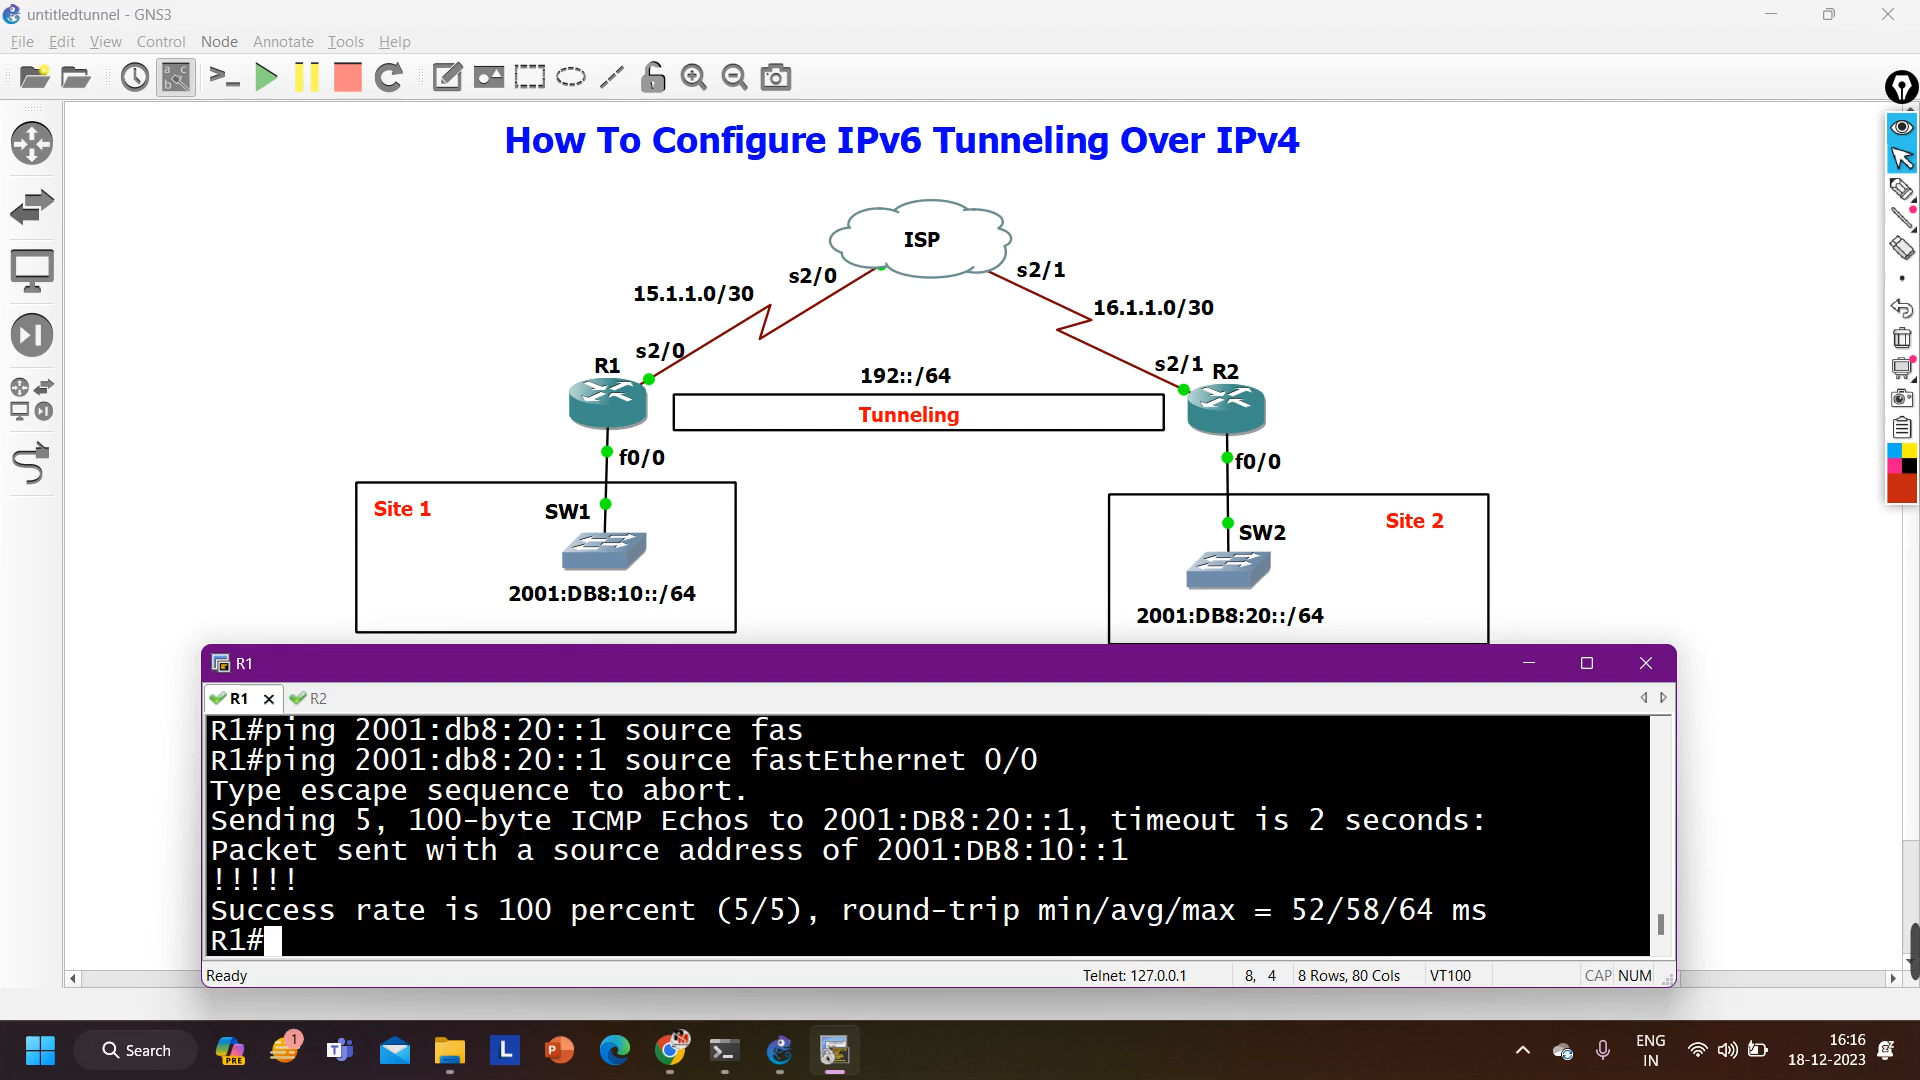 untitledtunnel - GNS3
File Edit View Control Node Annotate Tools Help
How To Configure IPv6 Tunneling Over IPv4
ISP
s2/0
s2/1
15.1.1.0/30
16.1.1.0/30
s2/0
R1
s2/1
R2
192::/64
Tunneling
f0/0
f0/0
Site 1
SW1
2001:DB8:10::/64
Site 2
SW2
2001:DB8:20::/64
R1
R1
R2
R1#ping 2001:db8:20::1 source fas
R1#ping 2001:db8:20::1 source fastEthernet 0/0
Type escape sequence to abort.
Sending 5, 100-byte ICMP Echos to 2001:DB8:20::1, timeout is 2 seconds:
Packet sent with a source address of 2001:DB8:10::1
!!!!!
Success rate is 100 percent (5/5), round-trip min/avg/max = 52/58/64 ms
R1#
Ready
Telnet: 127.0.0.1
8, 4
8 Rows, 80 Cols
VT100
CAP NUM
Search
PRE
1
L
ENG
IN
16:16
18-12-2023